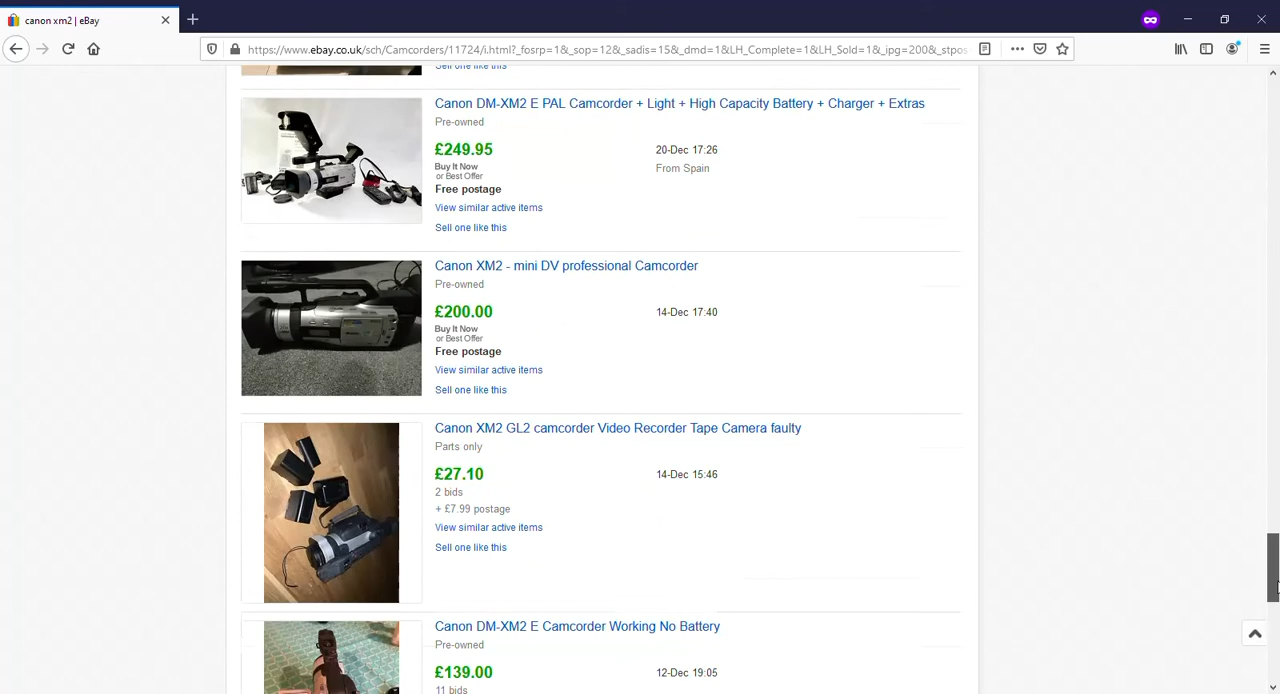 canon xm2 | eBay
https://www.ebay.co.uk/sch/Camcorders/11724/i.html?_fosrp=1&_sop=12&_sadis=15&_dmd=1&LH_Complete=1&LH_Sold=1&_ipg=200&_stpos
Sell one like this
Canon DM-XM2 E PAL Camcorder + Light + High Capacity Battery + Charger + Extras
Pre-owned
£249.95 20-Dec 17:26
Buy It Now From Spain
or Best Offer
Free postage
View similar active items
Sell one like this
Canon XM2 - mini DV professional Camcorder
Pre-owned
£200.00 14-Dec 17:40
Buy It Now
or Best Offer
Free postage
View similar active items
Sell one like this
Canon XM2 GL2 camcorder Video Recorder Tape Camera faulty
Parts only
£27.10 14-Dec 15:46
2 bids
+ £7.99 postage
View similar active items
Sell one like this
Canon DM-XM2 E Camcorder Working No Battery
Pre-owned
£139.00 12-Dec 19:05
11 bids